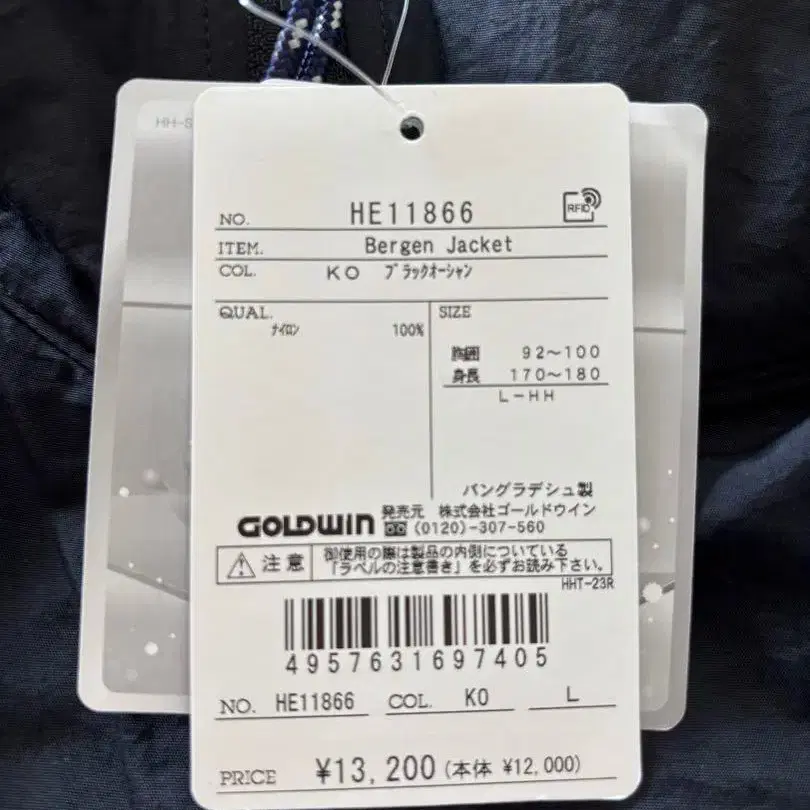 HH-S
NO. HE11866 RFID
ITEM. Bergen Jacket
COL. KO ブラックオーシャン
QUAL. SIZE
ナイロン 100%
胸囲 92～100
身長 170～180
L-HH
バングラデシュ製
GOLDWIN 発売元 株式会社ゴールドウイン
(0120)-307-560
注意 御使用の際は製品の内側についている
「ラベルの注意書き」を必ずお読み下さい。
HHT-23R
4957631697405
NO. HE11866 COL. KO L
PRICE ¥13,200 (本体 ¥12,000)